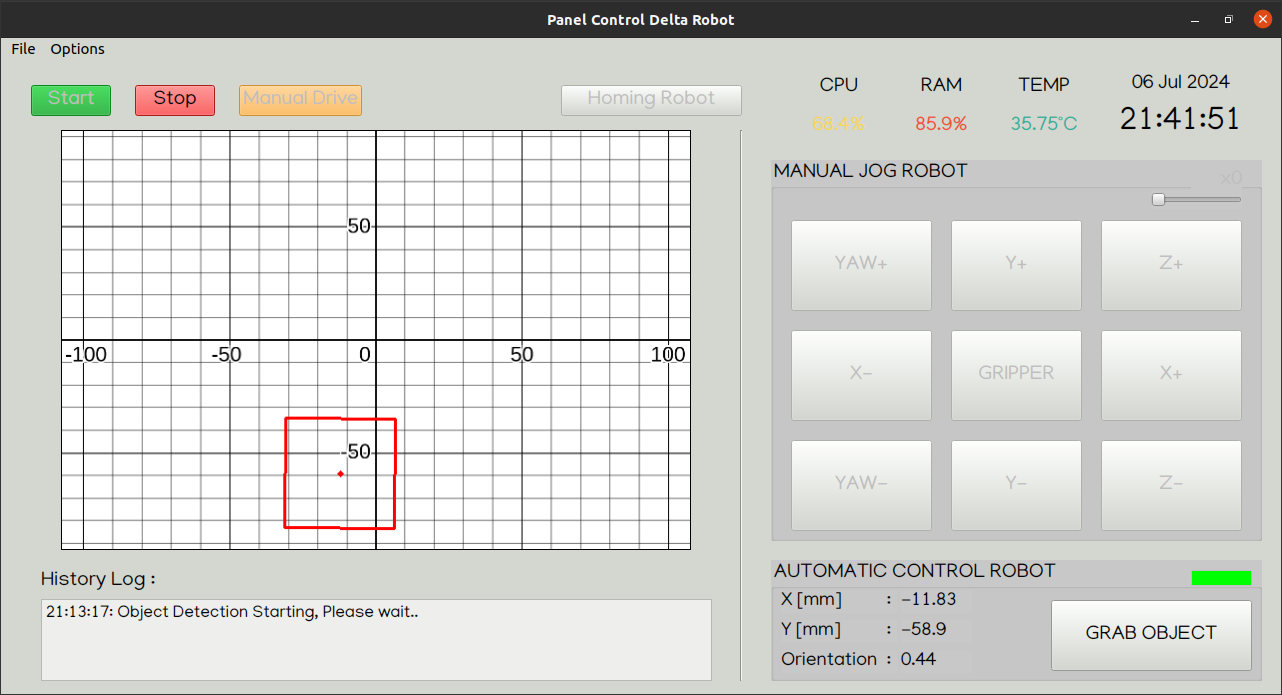 Panel Control Delta Robot
File Options
Start Stop Manual Drive Homing Robot
CPU RAM TEMP 06 Jul 2024
68.4% 85.9% 35.75°C 21:41:51
MANUAL JOG ROBOT
x0
YAW+ Y+ Z+
X- GRIPPER X+
YAW- Y- Z-
50
-100 -50 0 50 100
-50
History Log :
21:13:17: Object Detection Starting, Please wait..
AUTOMATIC CONTROL ROBOT
X [mm] : -11.83
Y [mm] : -58.9
Orientation : 0.44
GRAB OBJECT